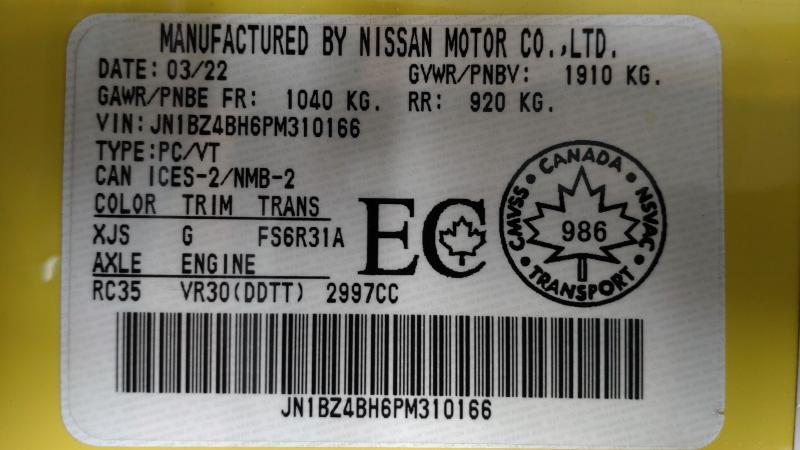 MANUFACTURED BY NISSAN MOTOR CO.,LTD.
DATE: 03/22 GVWR/PNBV: 1910 KG.
GAWR/PNBE FR: 1040 KG. RR: 920 KG.
VIN: JN1BZ4BH6PM310166
TYPE:PC/VT
CAN ICES-2/NMB-2
COLOR TRIM TRANS
XJS G FS6R31A
AXLE ENGINE
RC35 VR30(DDTT) 2997CC
EC
CANADA
CMVSS • NSVAC
986
TRANSPORT
JN1BZ4BH6PM310166